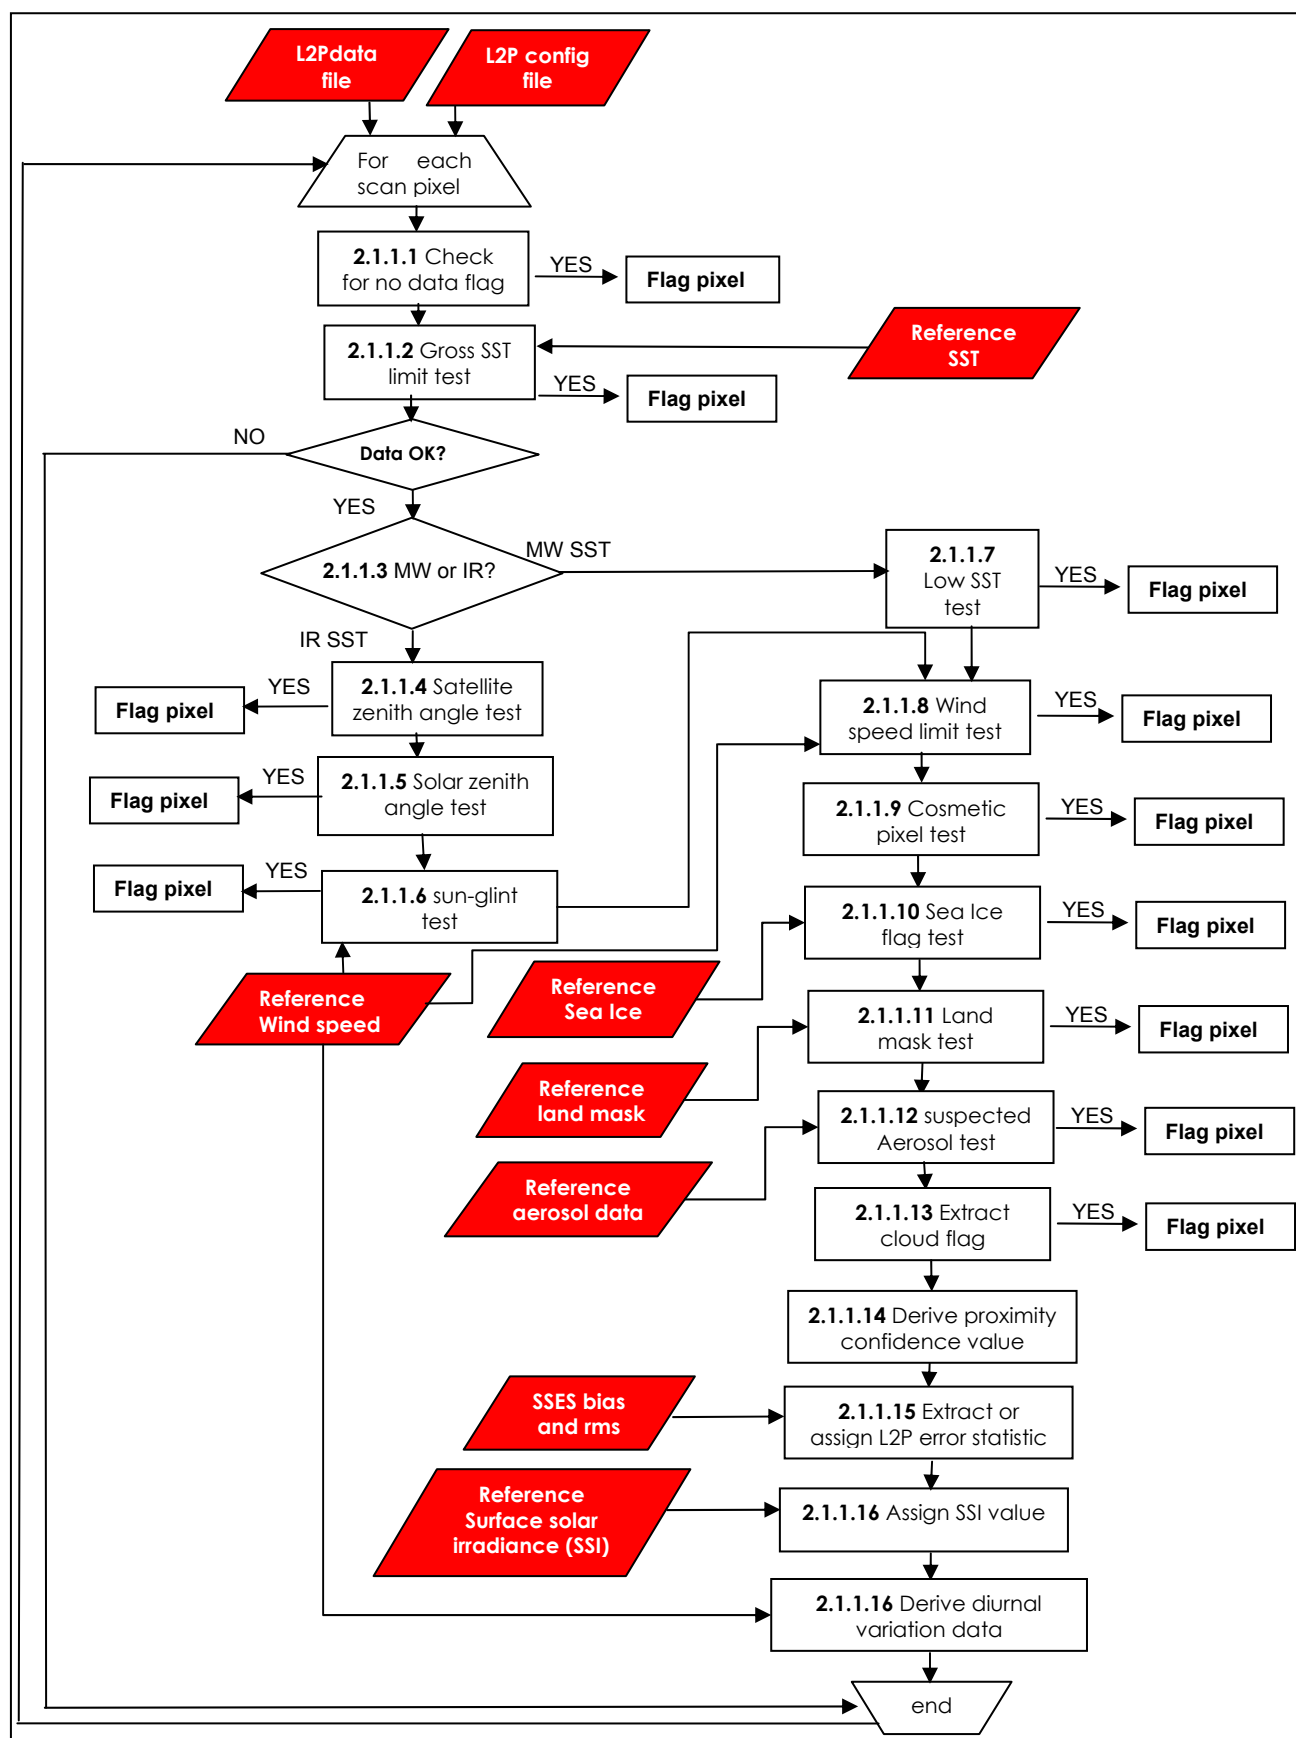 L2Pdata
file
L2P config
file
For each
scan pixel
2.1.1.1 Check
for no data flag
YES
Flag pixel
Reference
SST
2.1.1.2 Gross SST
limit test
YES
Flag pixel
NO
Data OK?
YES
2.1.1.3 MW or IR?
MW SST
2.1.1.7
Low SST
test
YES
Flag pixel
IR SST
2.1.1.4 Satellite
zenith angle test
YES
Flag pixel
2.1.1.8 Wind
speed limit test
YES
Flag pixel
2.1.1.5 Solar zenith
angle test
YES
Flag pixel
2.1.1.9 Cosmetic
pixel test
YES
Flag pixel
2.1.1.6 sun-glint
test
YES
Flag pixel
2.1.1.10 Sea Ice
flag test
YES
Flag pixel
Reference
Wind speed
Reference
Sea Ice
2.1.1.11 Land
mask test
YES
Flag pixel
Reference
land mask
2.1.1.12 suspected
Aerosol test
YES
Flag pixel
Reference
aerosol data
2.1.1.13 Extract
cloud flag
YES
Flag pixel
2.1.1.14 Derive proximity
confidence value
SSES bias
and rms
2.1.1.15 Extract or
assign L2P error statistic
Reference
Surface solar
irradiance (SSI)
2.1.1.16 Assign SSI value
2.1.1.16 Derive diurnal
variation data
end